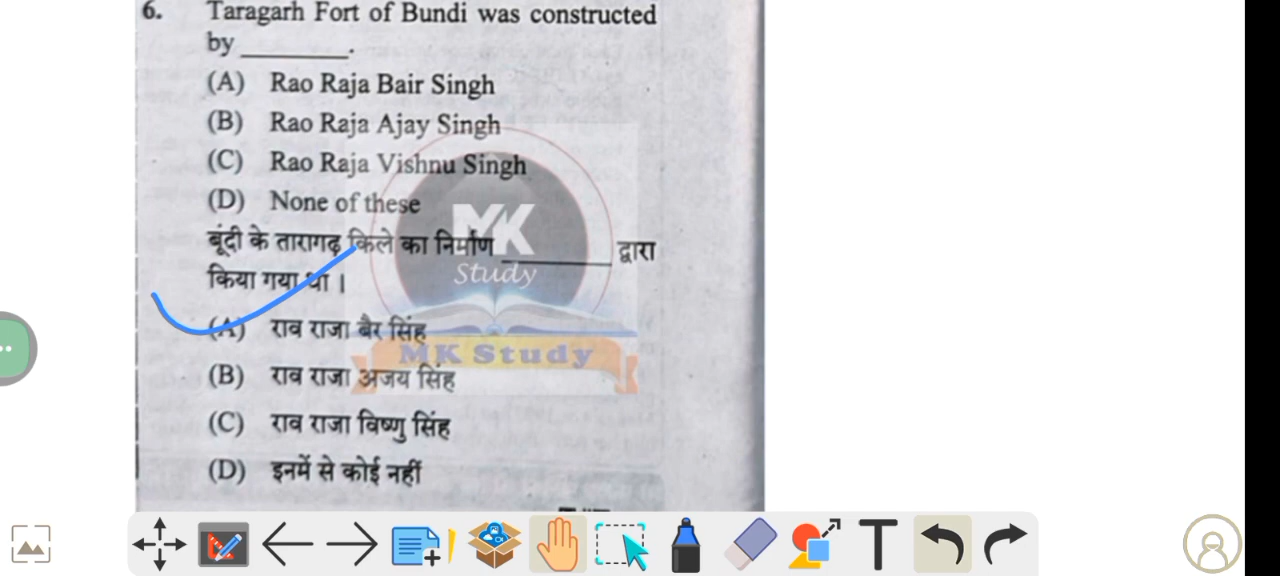 6. Taragarh Fort of Bundi was constructed
by ________.
(A) Rao Raja Bair Singh
(B) Rao Raja Ajay Singh
(C) Rao Raja Vishnu Singh
(D) None of these
बूंदी के तारागढ़ किले का निर्माण ________ द्वारा
किया गया था ।
(A) राव राजा बैर सिंह
(B) राव राजा अजय सिंह
(C) राव राजा विष्णु सिंह
(D) इनमें से कोई नहीं
MK
Study
MK Study
T